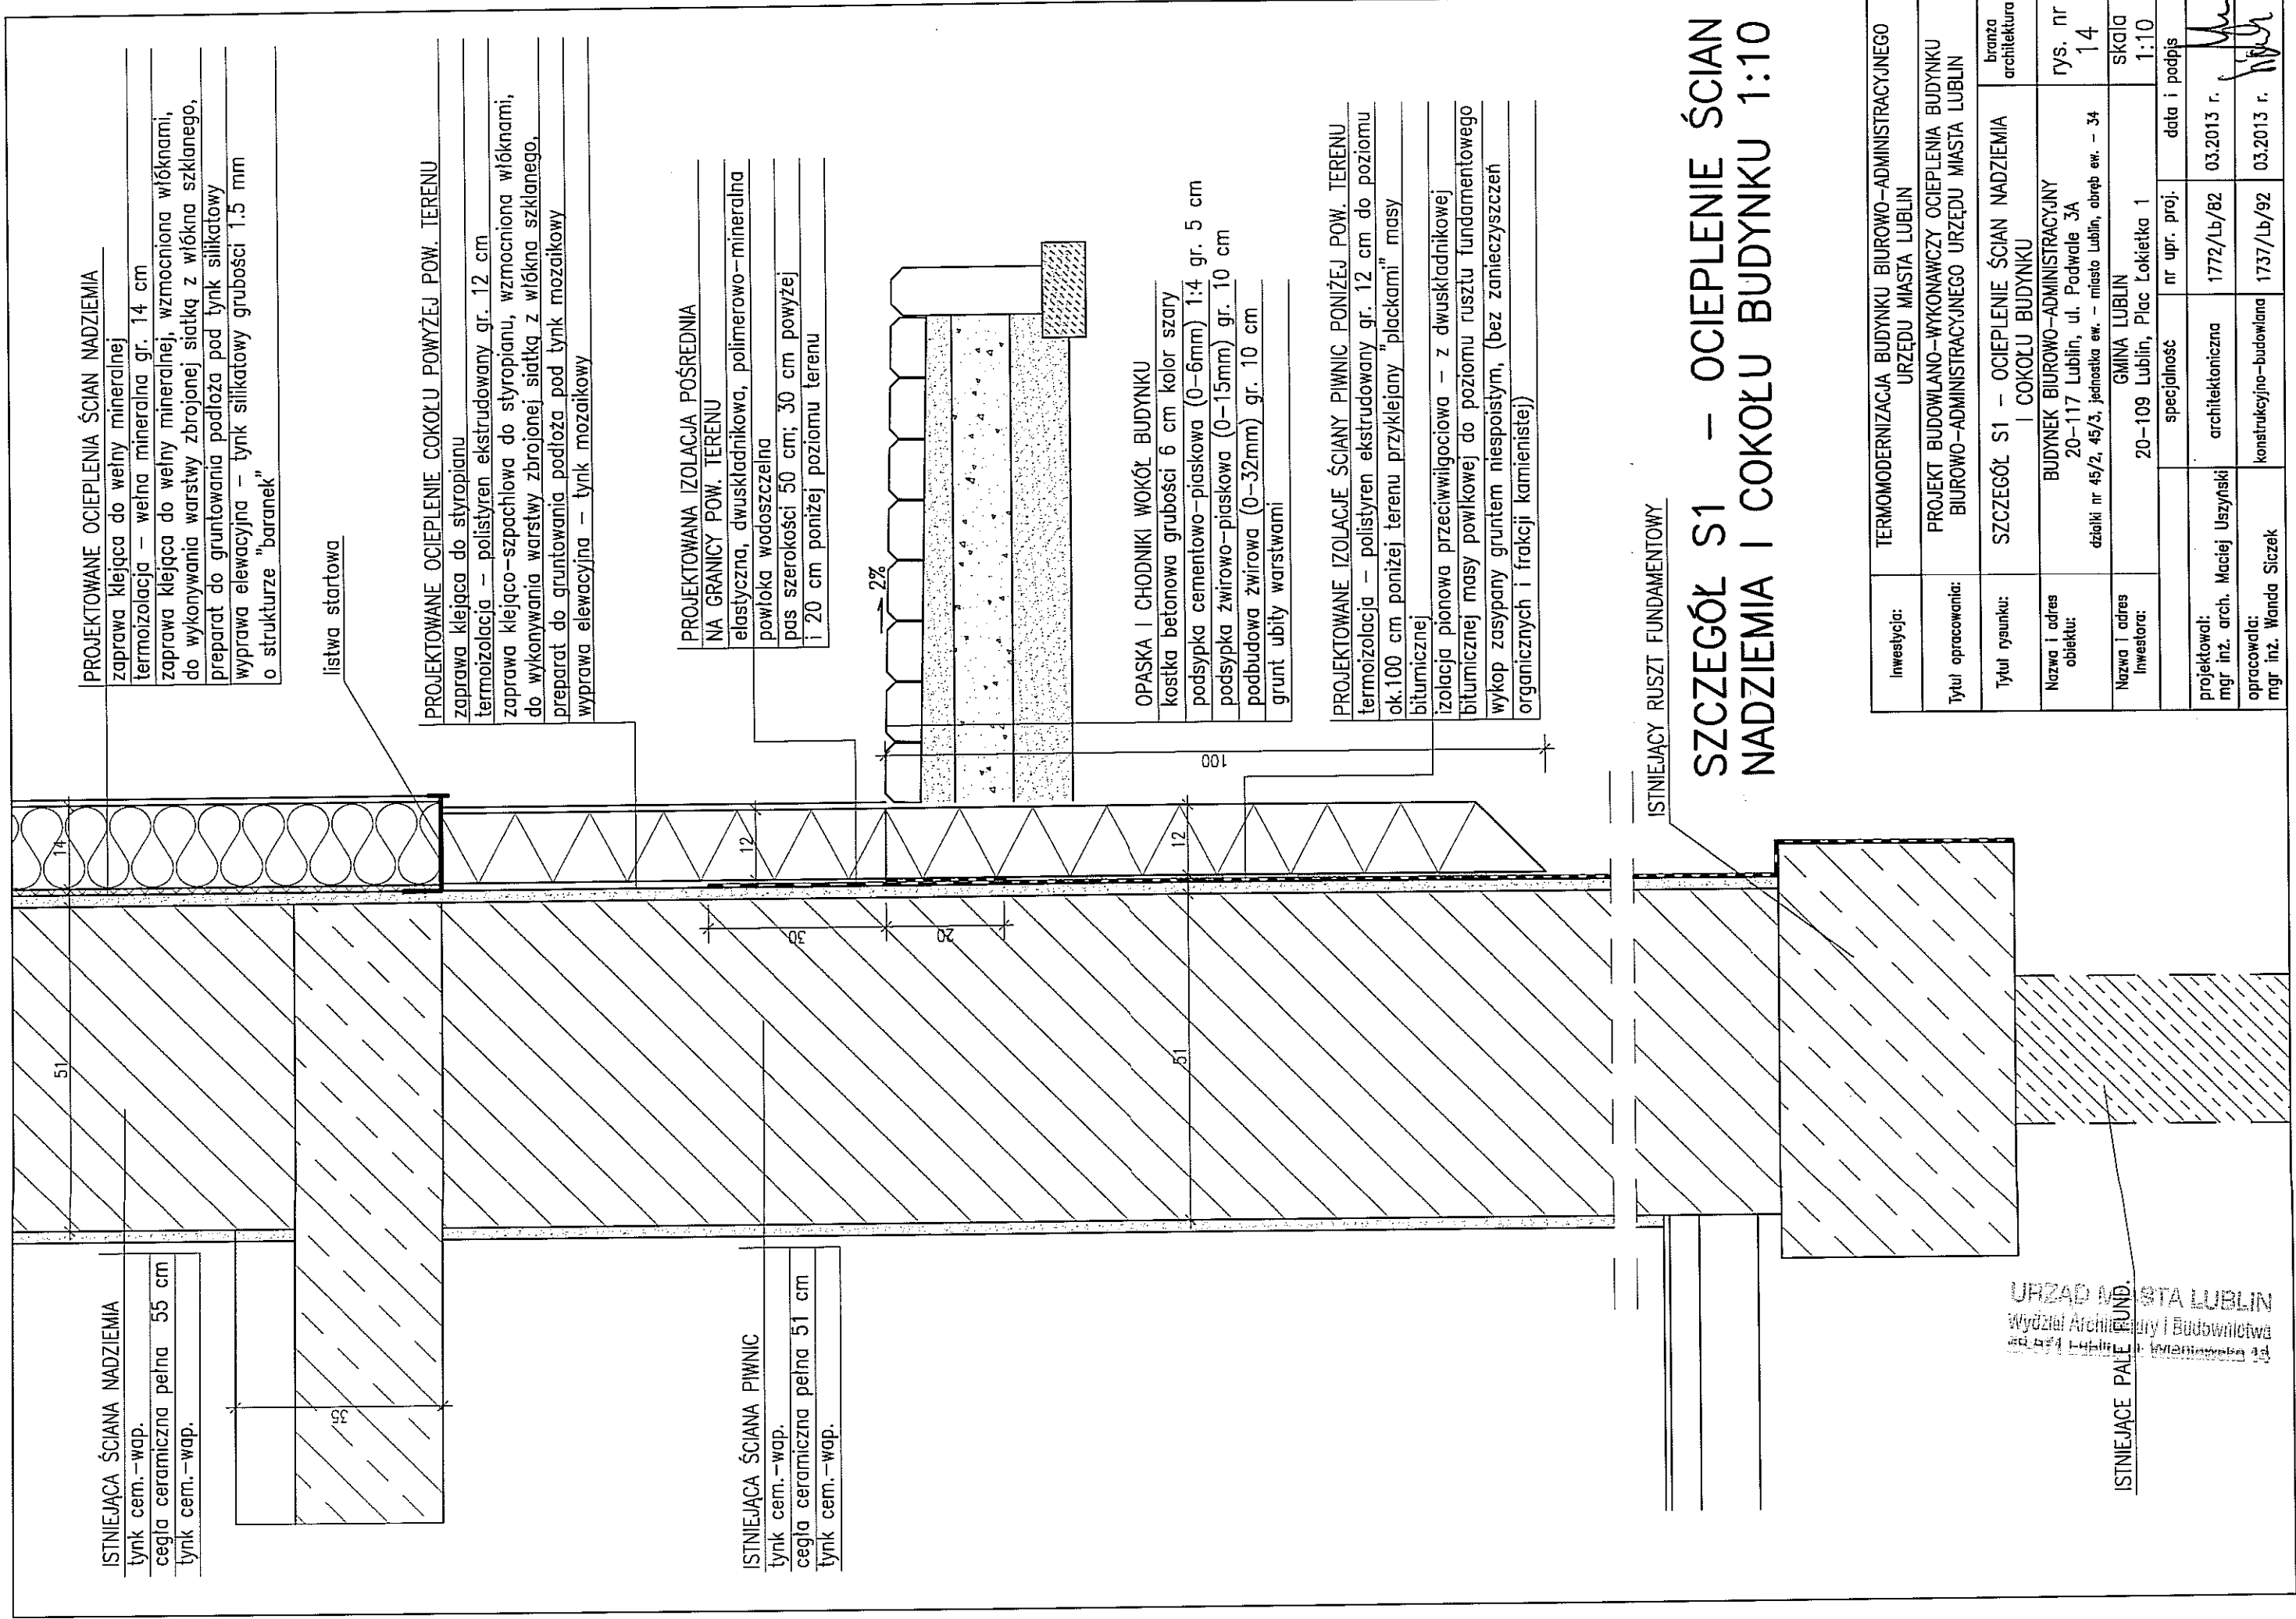 PROJEKTOWANE OCIEPLENIA ŚCIAN NADZIEMIA
zaprawa klejąca do wełny mineralnej
termoizolacja – wełna mineralna gr. 14 cm
zaprawa klejąca do wełny mineralnej, wzmocniona włóknami,
do wykonywania warstwy zbrojonej siatką z włókna szklanego,
preparat do gruntowania podłoża pod tynk silikatowy
wyprawa elewacyjna – tynk silikatowy grubości 1.5 mm
o strukturze "baranek"
listwa startowa
PROJEKTOWANE OCIEPLENIE COKOŁU POWYŻEJ POW. TERENU
zaprawa klejąca do styropianu
termoizolacja – polistyren ekstrudowany gr. 12 cm
zaprawa klejąco-szpachlowa do styropianu, wzmocniona włóknami,
do wykonywania warstwy zbrojonej siatką z włókna szklanego,
preparat do gruntowania podłoża pod tynk mozaikowy
wyprawa elewacyjna – tynk mozaikowy
PROJEKTOWANA IZOLACJA POŚREDNIA
NA GRANICY POW. TERENU
elastyczna, dwuskładnikowa, polimerowo-mineralna
powłoka wodoszczelna
pas szerokości 50 cm; 30 cm powyżej
i 20 cm poniżej poziomu terenu
2%
OPASKA I CHODNIKI WOKÓŁ BUDYNKU
kostka betonowa grubości 6 cm kolor szary
podsypka cementowo-piaskowa (0-6mm) 1:4 gr. 5 cm
podsypka żwirowo-piaskowa (0-15mm) gr. 10 cm
podbudowa żwirowa (0-32mm) gr. 10 cm
grunt ubity warstwami
PROJEKTOWANE IZOLACJE ŚCIANY PIWNIC PONIŻEJ POW. TERENU
termoizolacja – polistyren ekstrudowany gr. 12 cm do poziomu
ok.100 cm poniżej terenu przyklejany "plackami" masy
bitumicznej
izolacja pionowa przeciwwilgociowa – z dwuskładnikowej
bitumicznej masy powłkowej do poziomu rusztu fundamentowego
wykop zasypany gruntem niespoistym, (bez zanieczyszczeń
organicznych i frakcji kamienistej)
14
51
12
30
20
12
51
100
35
ISTNIEJĄCA ŚCIANA NADZIEMIA
tynk cem.-wap.
cegła ceramiczna pełna 55 cm
tynk cem.-wap.
ISTNIEJĄCA ŚCIANA PIWNIC
tynk cem.-wap.
cegła ceramiczna pełna 51 cm
tynk cem.-wap.
ISTNIEJĄCY RUSZT FUNDAMENTOWY
ISTNIEJĄCE PALE FUND.
SZCZEGÓŁ S1 – OCIEPLENIE ŚCIAN
NADZIEMIA I COKOŁU BUDYNKU 1:10
Inwestycja:
TERMOMODERNIZACJA BUDYNKU BIUROWO-ADMINISTRACYJNEGO
URZĘDU MIASTA LUBLIN
Tytuł opracowania:
PROJEKT BUDOWLANO-WYKONAWCZY OCIEPLENIA BUDYNKU
BIUROWO-ADMINISTRACYJNEGO URZĘDU MIASTA LUBLIN
Tytuł rysunku:
SZCZEGÓŁ S1 – OCIEPLENIE ŚCIAN NADZIEMIA
I COKOŁU BUDYNKU
branża
architektura
Nazwa i adres
obiektu:
BUDYNEK BIUROWO-ADMINISTRACYJNY
20-117 Lublin, ul. Podwale 3A
działki nr 45/2, 45/3, jednostka ew. – miasto Lublin, obręb ew. – 34
rys. nr
14
Nazwa i adres
Inwestora:
GMINA LUBLIN
20-109 Lublin, Plac Łokietka 1
skala
1:10
specjalność nr upr. proj. data i podpis
projektował:
mgr inż. arch. Maciej Uszyński architektoniczna 1772/Lb/82 03.2013 r.
opracowała:
mgr inż. Wanda Siczek konstrukcyjno-budowlana 1737/Lb/92 03.2013 r.
URZĄD MIASTA LUBLIN
Wydział Architektury i Budownictwa